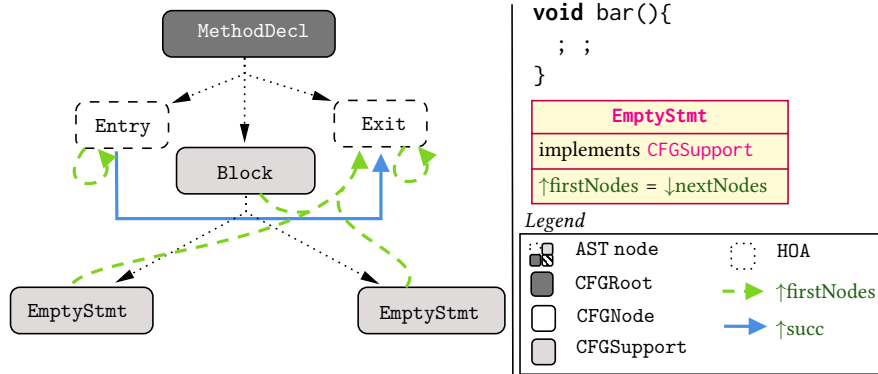 MethodDecl
Entry
Exit
Block
EmptyStmt
EmptyStmt
void bar(){
; ;
}
EmptyStmt
implements CFGSupport
↑firstNodes = ↓nextNodes
Legend
AST node
HOA
CFGRoot
↑firstNodes
CFGNode
↑succ
CFGSupport